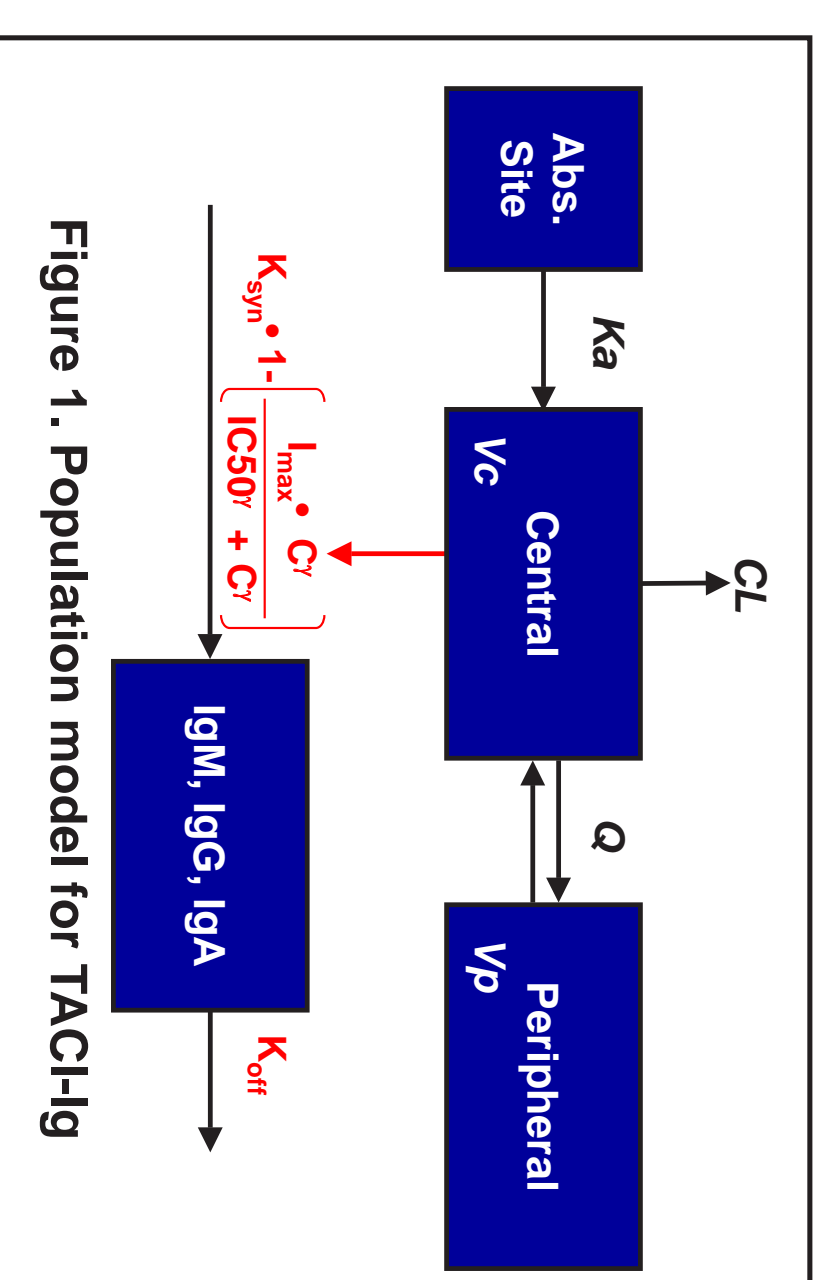 CL
Abs.
Site
Ka
Central
Vc
Q
Peripheral
Vp
Ksyn • 1-
Imax • Cγ
IC50γ + Cγ
IgM, IgG, IgA
Koff
Figure 1. Population model for TACI-Ig